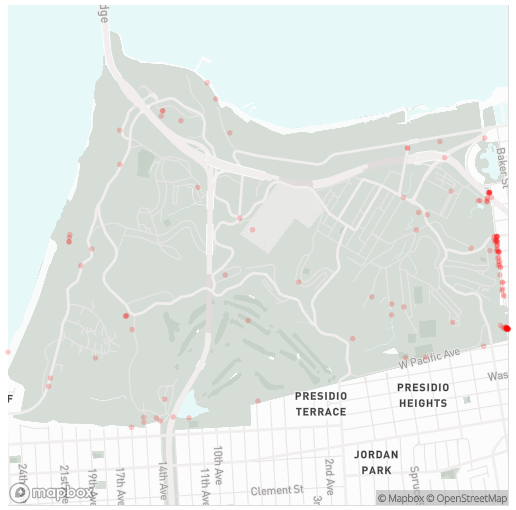 dge
Baker St
W Pacific Ave
Was
PRESIDIO
TERRACE
PRESIDIO
HEIGHTS
F
JORDAN
PARK
24th
21st Ave
19th Ave
17th Ave
14th Ave
11th Ave
10th Ave
2nd Ave
3r
Clement St
Spru
mapbox
© Mapbox © OpenStreetMap